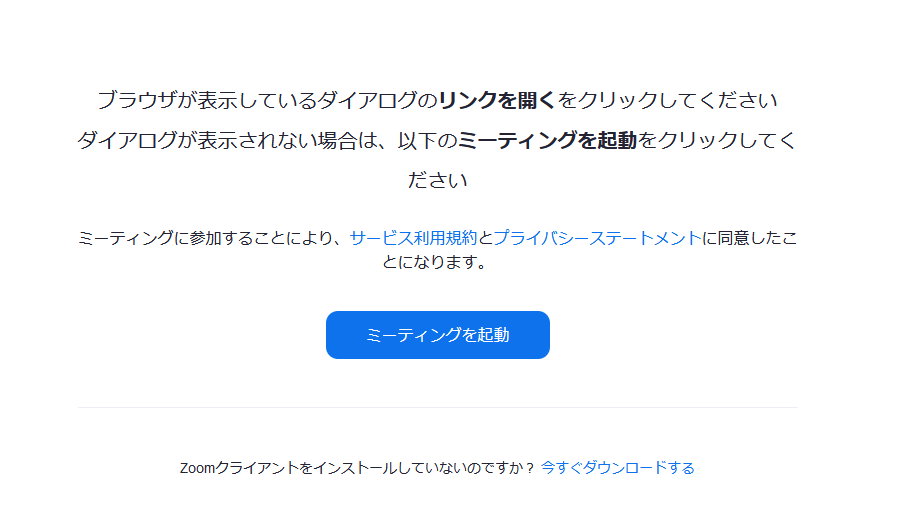 ブラウザが表示しているダイアログのリンクを開くをクリックしてください
ダイアログが表示されない場合は、以下のミーティングを起動をクリックしてく
ださい
ミーティングに参加することにより、サービス利用規約とプライバシーステートメントに同意したこ
とになります。
ミーティングを起動
Zoomクライアントをインストールしていないのですか？ 今すぐダウンロードする